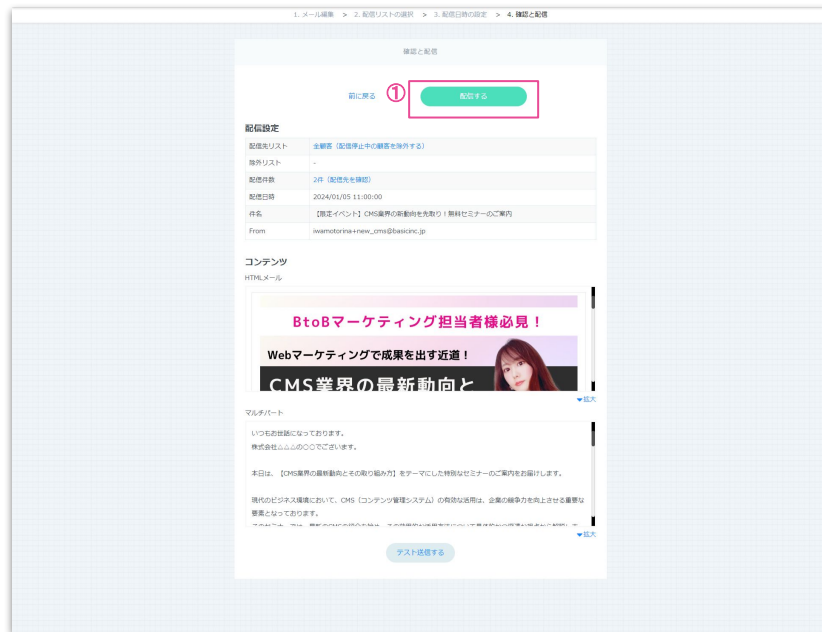 1. メール編集 > 2. 配信リストの選択 > 3. 配信日時の設定 > 4. 確認と配信
確認と配信
前に戻る ① 配信する
配信設定
配信先リスト 全顧客（配信停止中の顧客を除外する）
除外リスト -
配信件数 2件（配信先を確認）
配信日時 2024/01/05 11:00:00
件名 【限定イベント】CMS業界の新動向を先取り！無料セミナーのご案内
From iwamotorina+new_cms@basicinc.jp
コンテンツ
HTMLメール
BtoBマーケティング担当者様必見！
Webマーケティングで成果を出す近道！
CMS業界の最新動向と
拡大
マルチパート
いつもお世話になっております。
株式会社△△△の○○でございます。
本日は、【CMS業界の最新動向とその取り組み方】をテーマにした特別なセミナーのご案内をお届けします。
現代のビジネス環境において、CMS（コンテンツ管理システム）の有効な活用は、企業の競争力を向上させる重要な
要素となっております。
拡大
テスト送信する